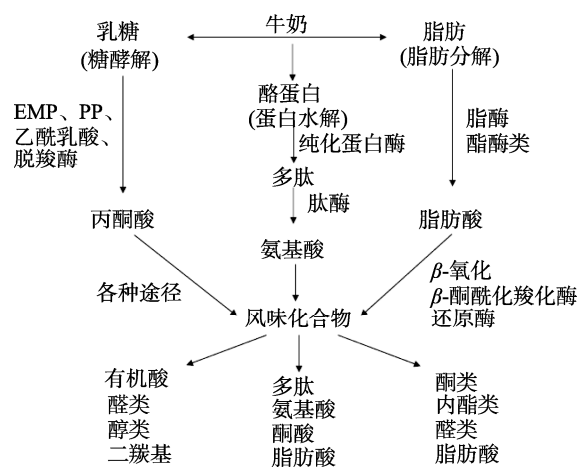 牛奶
乳糖
(糖酵解)
脂肪
(脂肪分解)
酪蛋白
(蛋白水解)
EMP、PP、
乙酰乳酸、
脱羧酶
纯化蛋白酶
脂酶
酯酶类
多肽
肽酶
丙酮酸
脂肪酸
氨基酸
各种途径
β-氧化
β-酮酰化羧化酶
还原酶
风味化合物
有机酸
醛类
醇类
二羰基
多肽
氨基酸
酮酸
脂肪酸
酮类
内酯类
醛类
脂肪酸